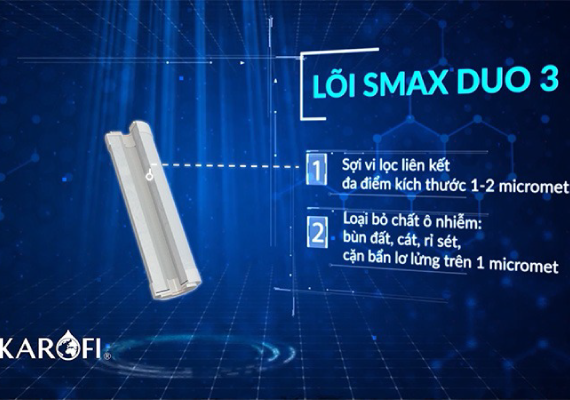 LÕI SMAX DUO 3
1 Sợi vi lọc liên kết
đa điểm kích thước 1-2 micromet
2 Loại bỏ chất ô nhiễm:
bùn đất, cát, rỉ sét,
cặn bẩn lơ lửng trên 1 micromet
KAROFI®